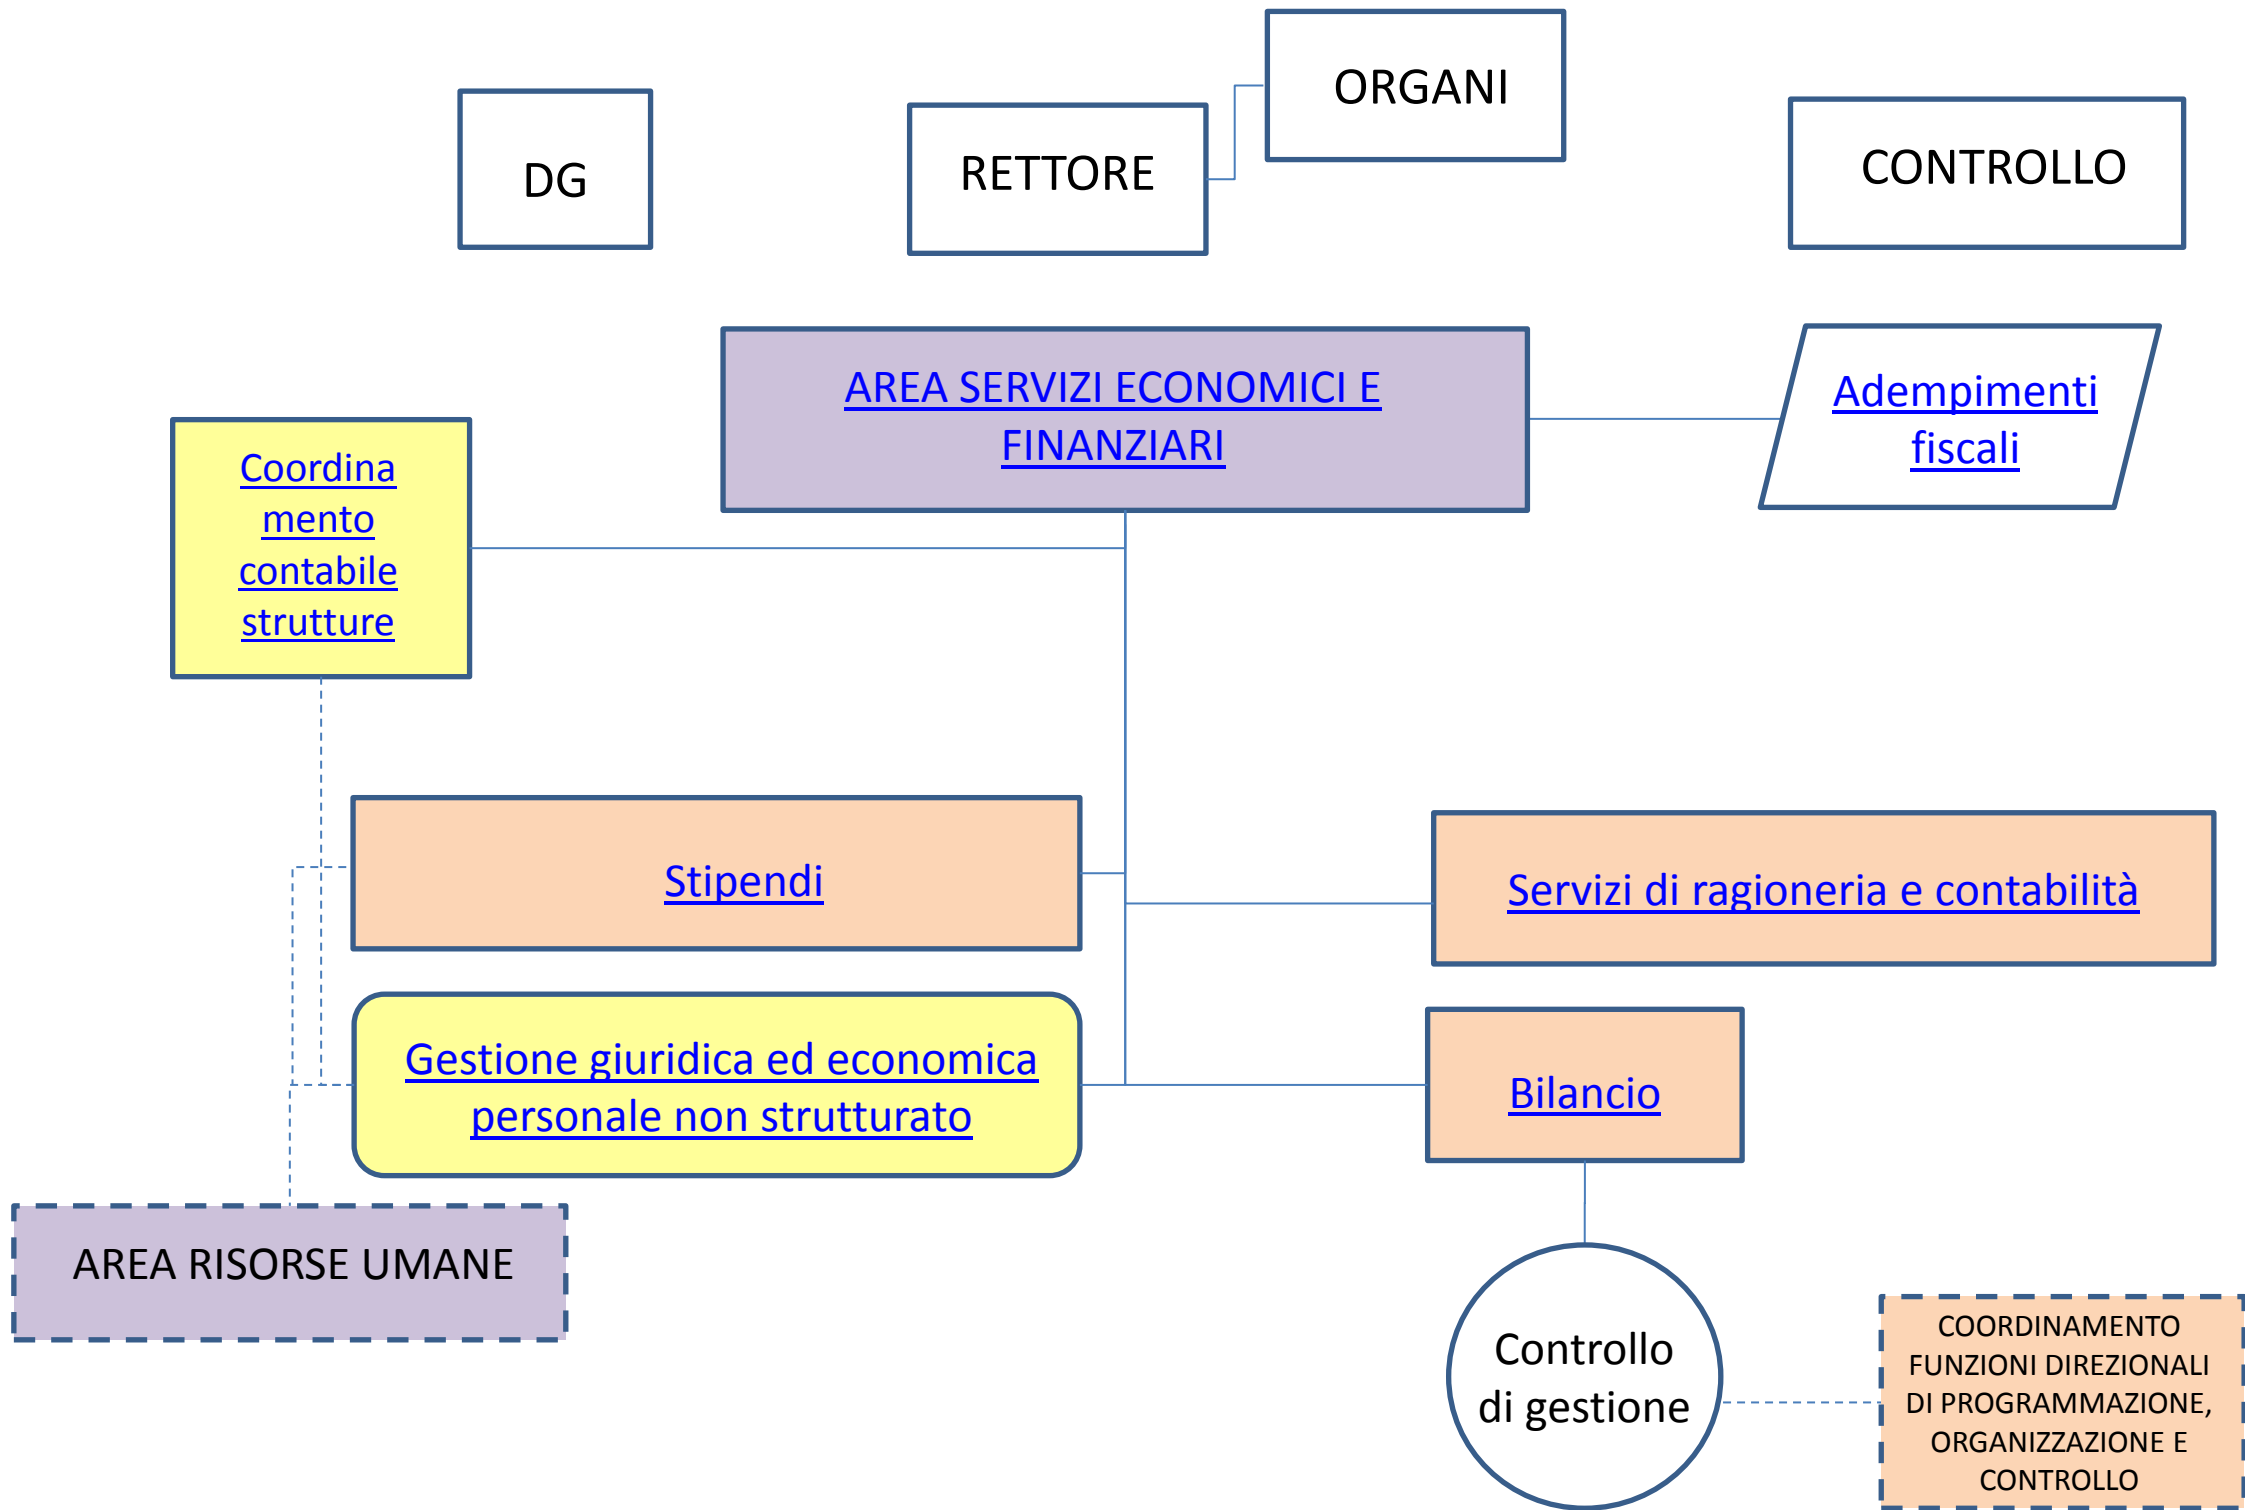 DG
RETTORE
ORGANI
CONTROLLO
AREA SERVIZI ECONOMICI E
FINANZIARI
Adempimenti
fiscali
Coordina
mento
contabile
strutture
Stipendi
Servizi di ragioneria e contabilità
Gestione giuridica ed economica
personale non strutturato
Bilancio
AREA RISORSE UMANE
Controllo
di gestione
COORDINAMENTO
FUNZIONI DIREZIONALI
DI PROGRAMMAZIONE,
ORGANIZZAZIONE E
CONTROLLO